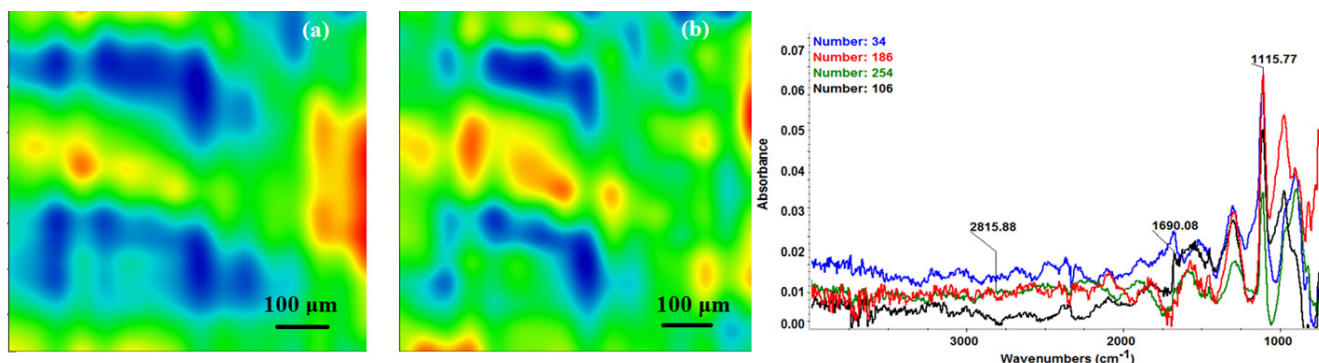 (a)
100 µm
(b)
100 µm
Number: 34
Number: 186
Number: 254
Number: 106
0.07
0.06
0.05
0.04
0.03
0.02
0.01
0.00
Absorbance
2815.88
1690.08
1115.77
3000
2000
1000
Wavenumbers (cm-1)